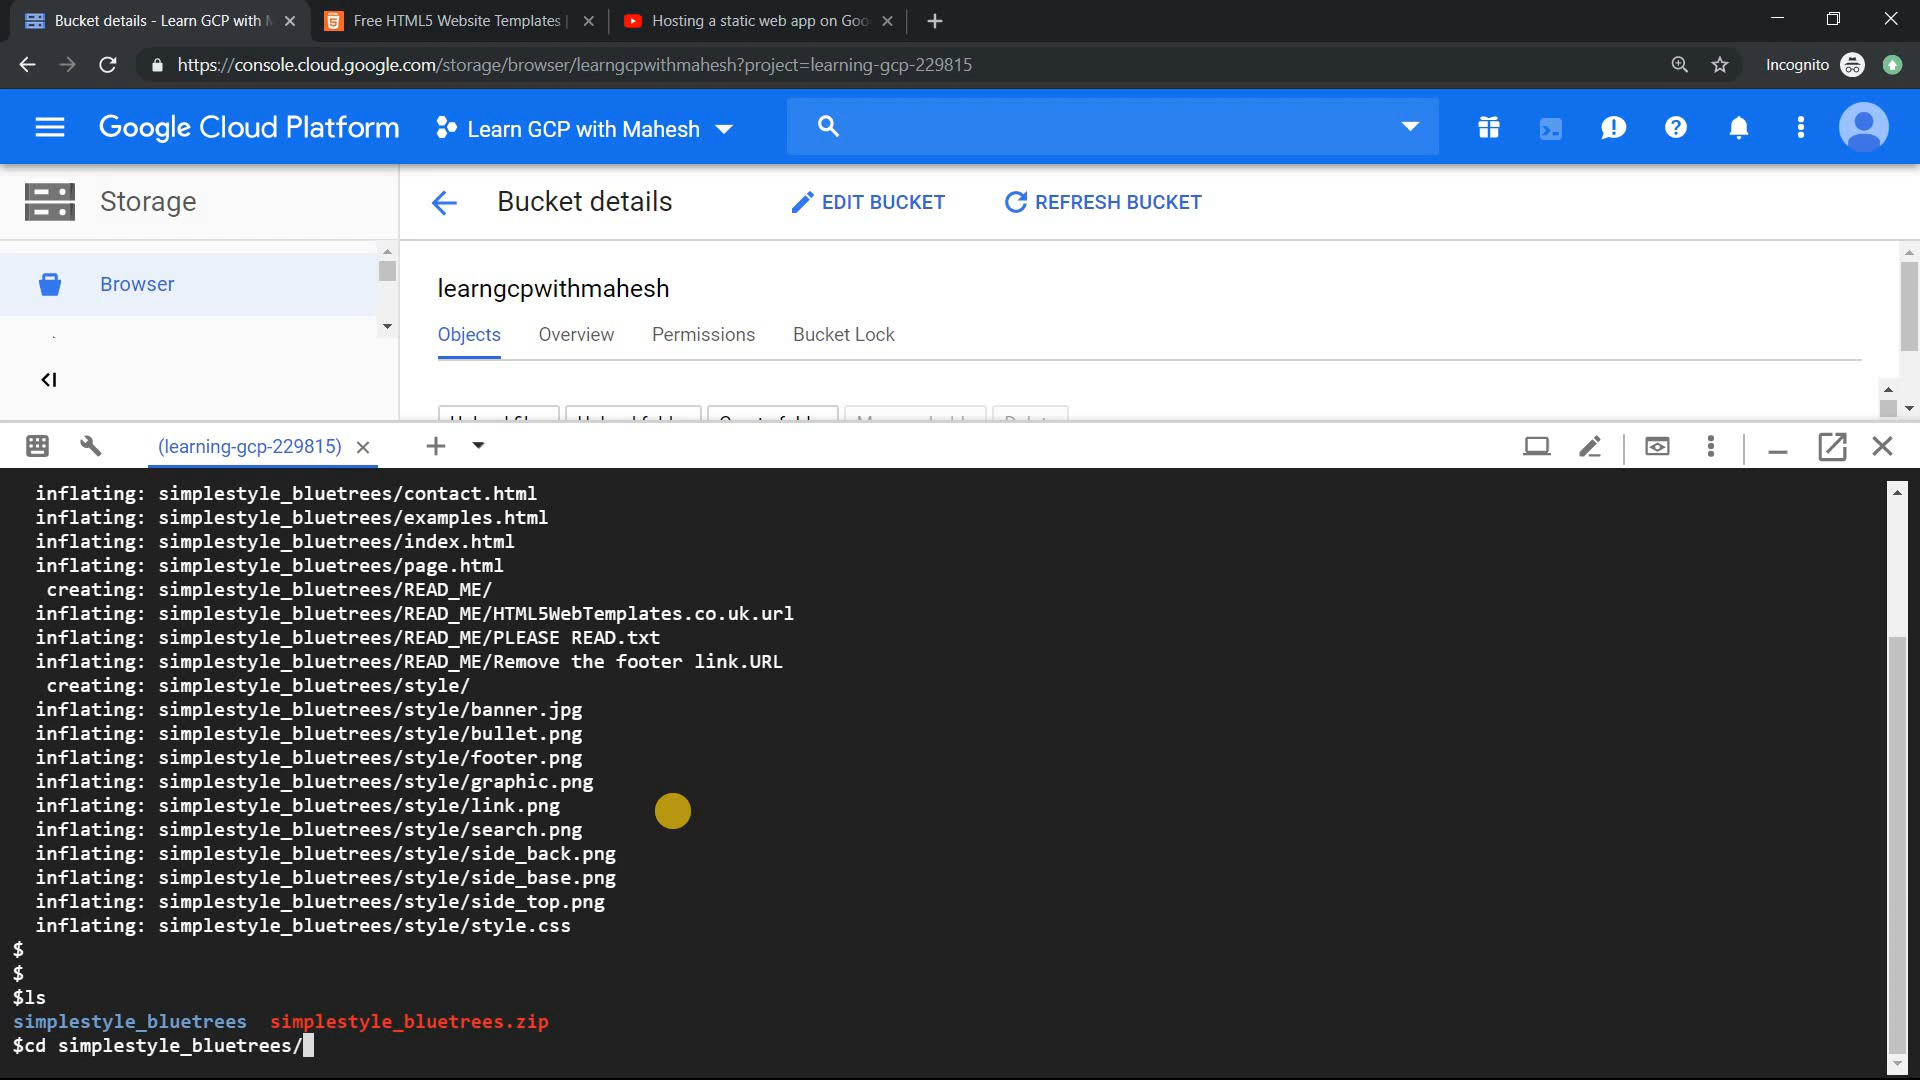 Bucket details - Learn GCP with
Free HTML5 Website Templates |
Hosting a static web app on Goo
https://console.cloud.google.com/storage/browser/learngcpwithmahesh?project=learning-gcp-229815
Incognito
Google Cloud Platform
Learn GCP with Mahesh
Storage
Bucket details
EDIT BUCKET
REFRESH BUCKET
Browser
learngcpwithmahesh
Objects
Overview
Permissions
Bucket Lock
(learning-gcp-229815)
inflating: simplestyle_bluetrees/contact.html
inflating: simplestyle_bluetrees/examples.html
inflating: simplestyle_bluetrees/index.html
inflating: simplestyle_bluetrees/page.html
creating: simplestyle_bluetrees/READ_ME/
inflating: simplestyle_bluetrees/READ_ME/HTML5WebTemplates.co.uk.url
inflating: simplestyle_bluetrees/READ_ME/PLEASE READ.txt
inflating: simplestyle_bluetrees/READ_ME/Remove the footer link.URL
creating: simplestyle_bluetrees/style/
inflating: simplestyle_bluetrees/style/banner.jpg
inflating: simplestyle_bluetrees/style/bullet.png
inflating: simplestyle_bluetrees/style/footer.png
inflating: simplestyle_bluetrees/style/graphic.png
inflating: simplestyle_bluetrees/style/link.png
inflating: simplestyle_bluetrees/style/search.png
inflating: simplestyle_bluetrees/style/side_back.png
inflating: simplestyle_bluetrees/style/side_base.png
inflating: simplestyle_bluetrees/style/side_top.png
inflating: simplestyle_bluetrees/style/style.css
$
$
$ls
simplestyle_bluetrees simplestyle_bluetrees.zip
$cd simplestyle_bluetrees/